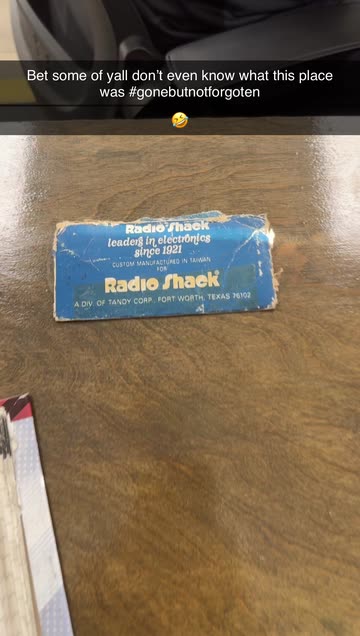 Bet some of yall don't even know what this place
was #gonebutnotforgoten
🤣
Radio Shack
leaders in electronics
since 1921
CUSTOM MANUFACTURED IN TAIWAN
FOR
Radio Shack
A DIV. OF TANDY CORP. FORT WORTH, TEXAS 76102